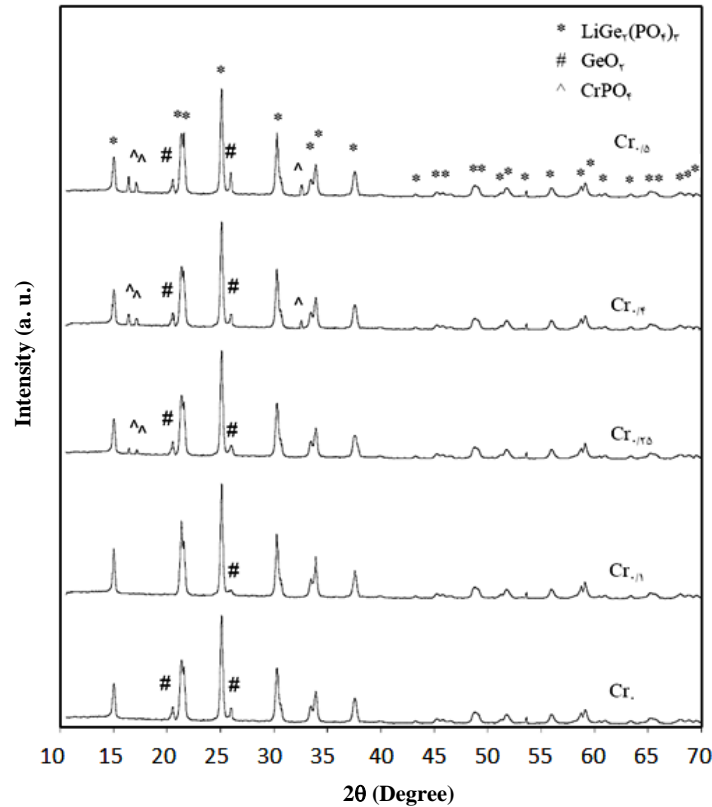 * LiGe۲(PO۴)۳
# GeO۲
^ CrPO۴
* * * * * * * * * * * * * * * * * * * * * * * * * *
^ ^ # # ^
Cr۰/۵
^ ^ # # ^
Cr۰/۴
^ ^ # #
Cr۰/۲۵
#
Cr۰/۱
# #
Cr۰
Intensity (a. u.)
10 15 20 25 30 35 40 45 50 55 60 65 70
2θ (Degree)